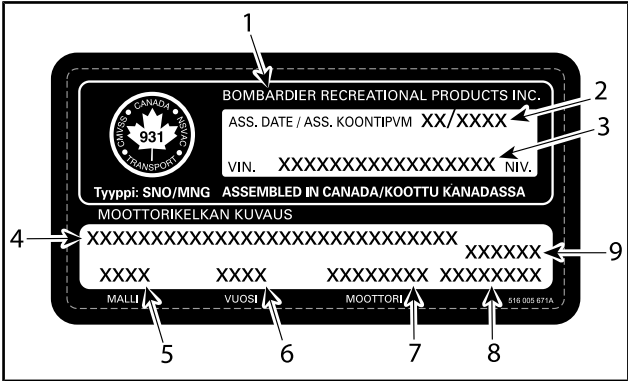 1
BOMBARDIER RECREATIONAL PRODUCTS INC.
ASS. DATE / ASS. KOONTIPVM XX/XXXX
2
3
VIN. XXXXXXXXXXXXXXXXX NIV.
CANADA
CMVSS
NSVAC
931
TRANSPORT
Tyyppi: SNO/MNG ASSEMBLED IN CANADA/KOOTTU KANADASSA
MOOTTORIKELKAN KUVAUS
4
XXXXXXXXXXXXXXXXXXXXXXXXXXXXX
XXXXXX
9
XXXX XXXX XXXXXXXX XXXXXXXX
MALLI VUOSI MOOTTORI 516 005 671A
5 6 7 8